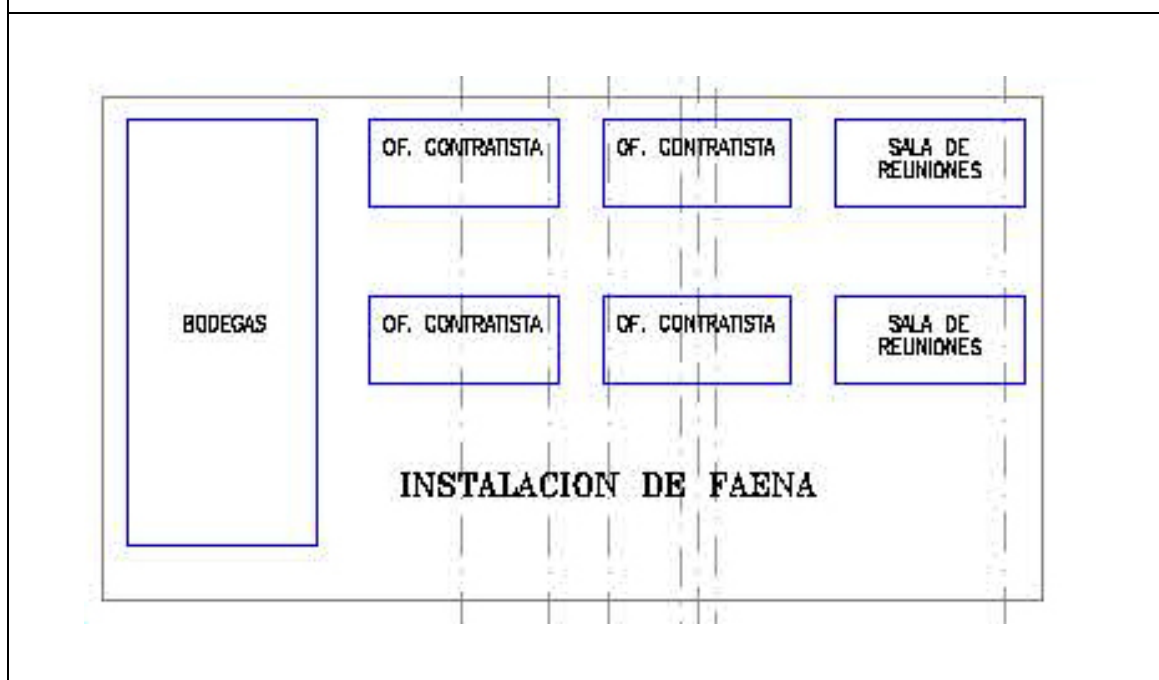 OF. CONTRATISTA
OF. CONTRATISTA
SALA DE
REUNIONES
BODEGAS
OF. CONTRATISTA
OF. CONTRATISTA
SALA DE
REUNIONES
INSTALACION DE FAENA